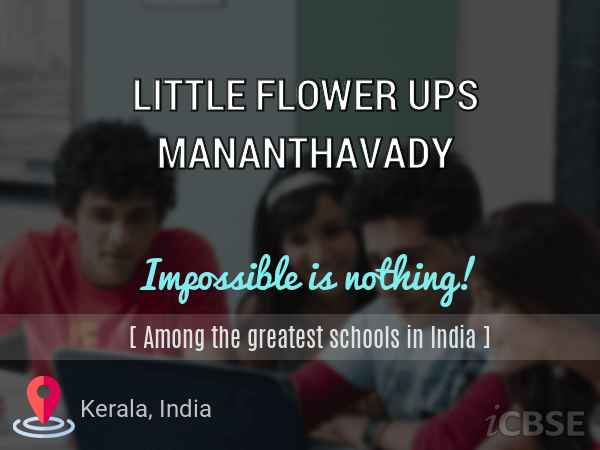 LITTLE FLOWER UPS
MANANTHAVADY
Impossible is nothing!
[ Among the greatest schools in India ]
Kerala, India
iCBSE